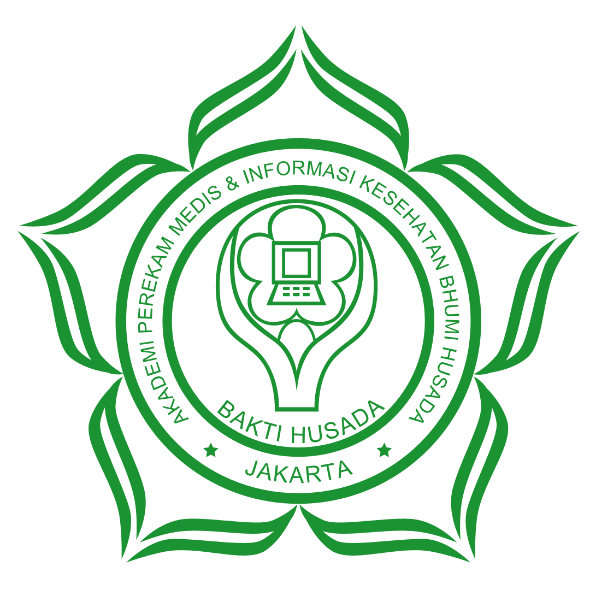 AKADEMI PEREKAM MEDIS & INFORMASI KESEHATAN BHUMI HUSADA
BAKTI HUSADA
JAKARTA